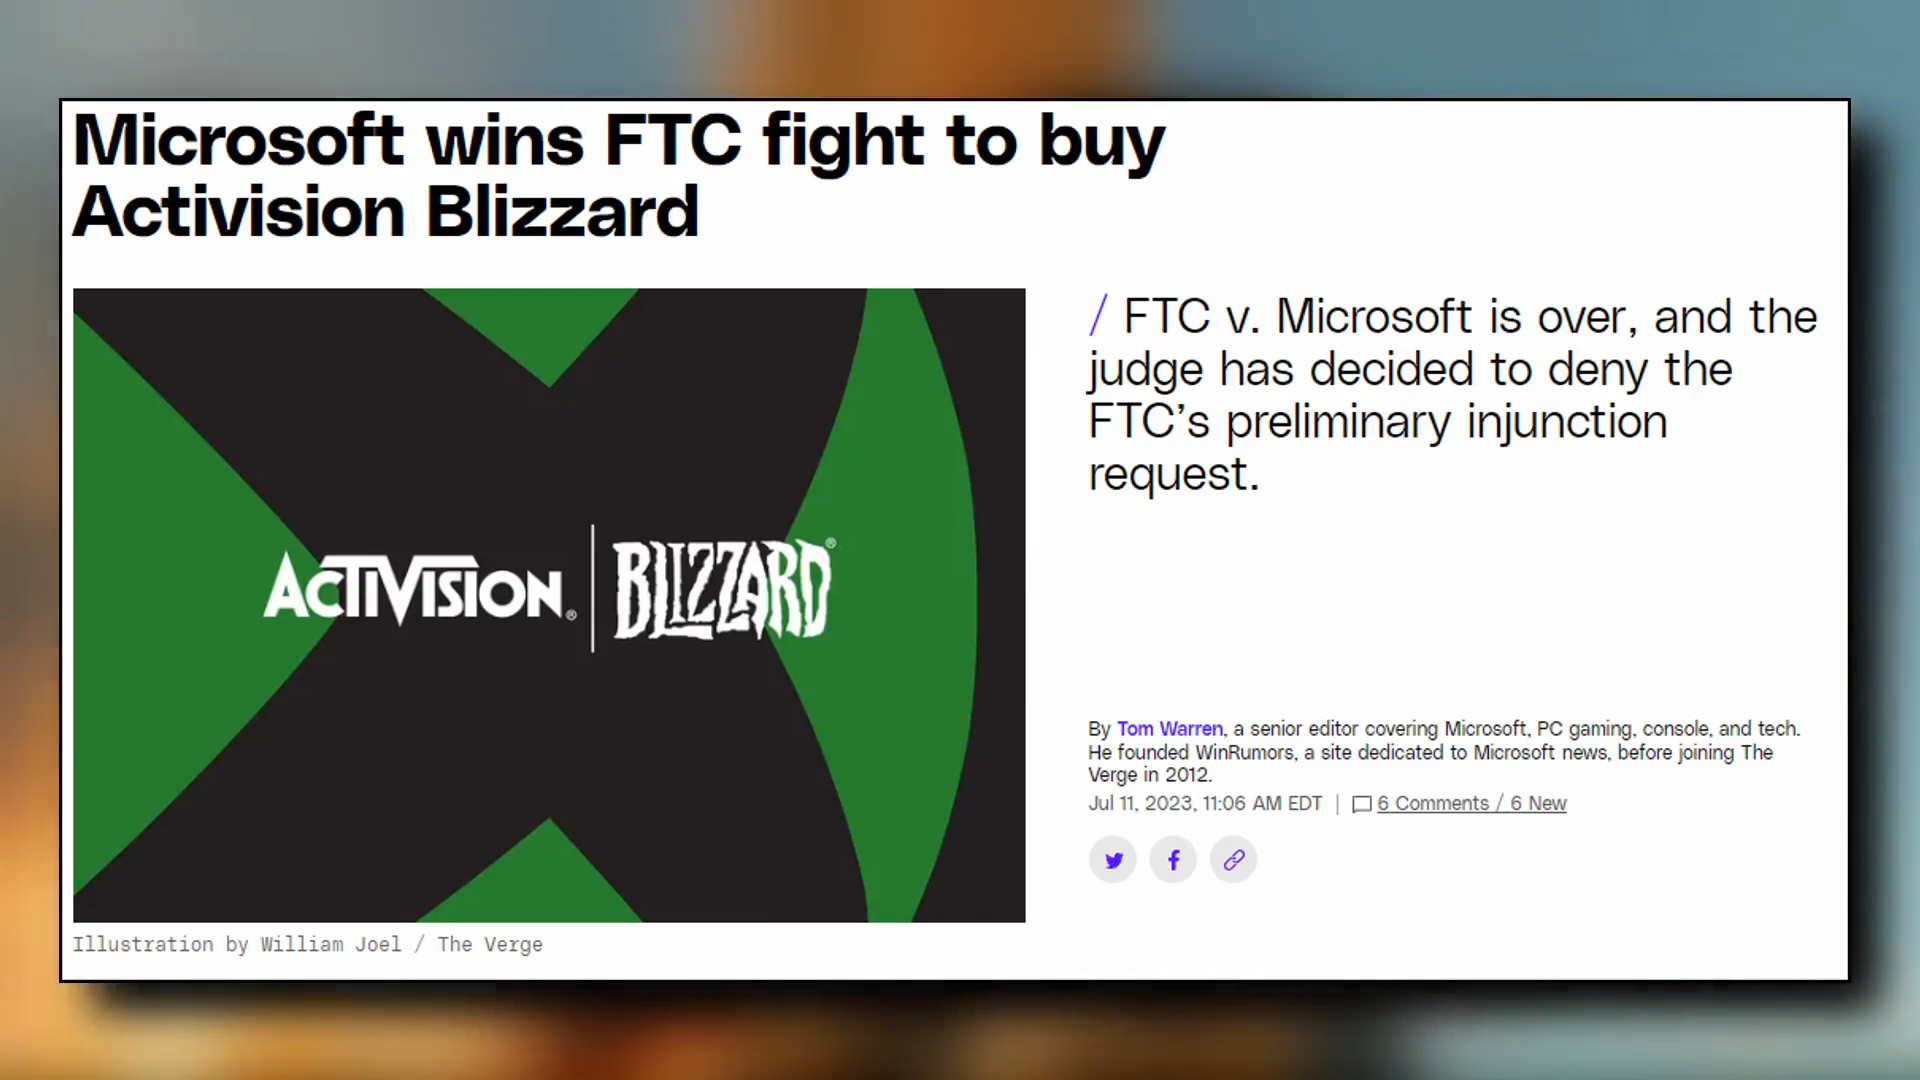 Microsoft wins FTC fight to buy
Activision Blizzard
/ FTC v. Microsoft is over, and the
judge has decided to deny the
FTC’s preliminary injunction
request.
ACTIVISION® | BLIZZARD®
By Tom Warren, a senior editor covering Microsoft, PC gaming, console, and tech.
He founded WinRumors, a site dedicated to Microsoft news, before joining The
Verge in 2012.
Jul 11, 2023, 11:06 AM EDT | 6 Comments / 6 New
Illustration by William Joel / The Verge